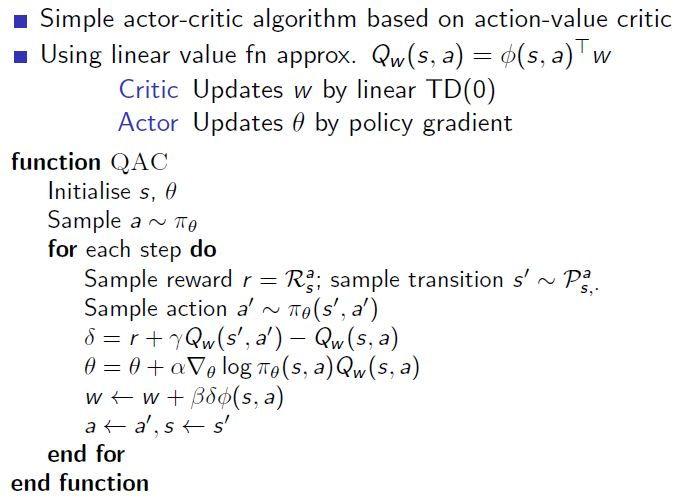 Simple actor-critic algorithm based on action-value critic
Using linear value fn approx. Q_w(s, a) = ϕ(s, a)^⊤ w
Critic Updates w by linear TD(0)
Actor Updates θ by policy gradient
function QAC
Initialise s, θ
Sample a ∼ π_θ
for each step do
Sample reward r = ℛ_s^a; sample transition s′ ∼ 𝒫_{s,·}^a
Sample action a′ ∼ π_θ(s′, a′)
δ = r + γQ_w(s′, a′) − Q_w(s, a)
θ = θ + α∇_θ log π_θ(s, a)Q_w(s, a)
w ← w + βδϕ(s, a)
a ← a′, s ← s′
end for
end function